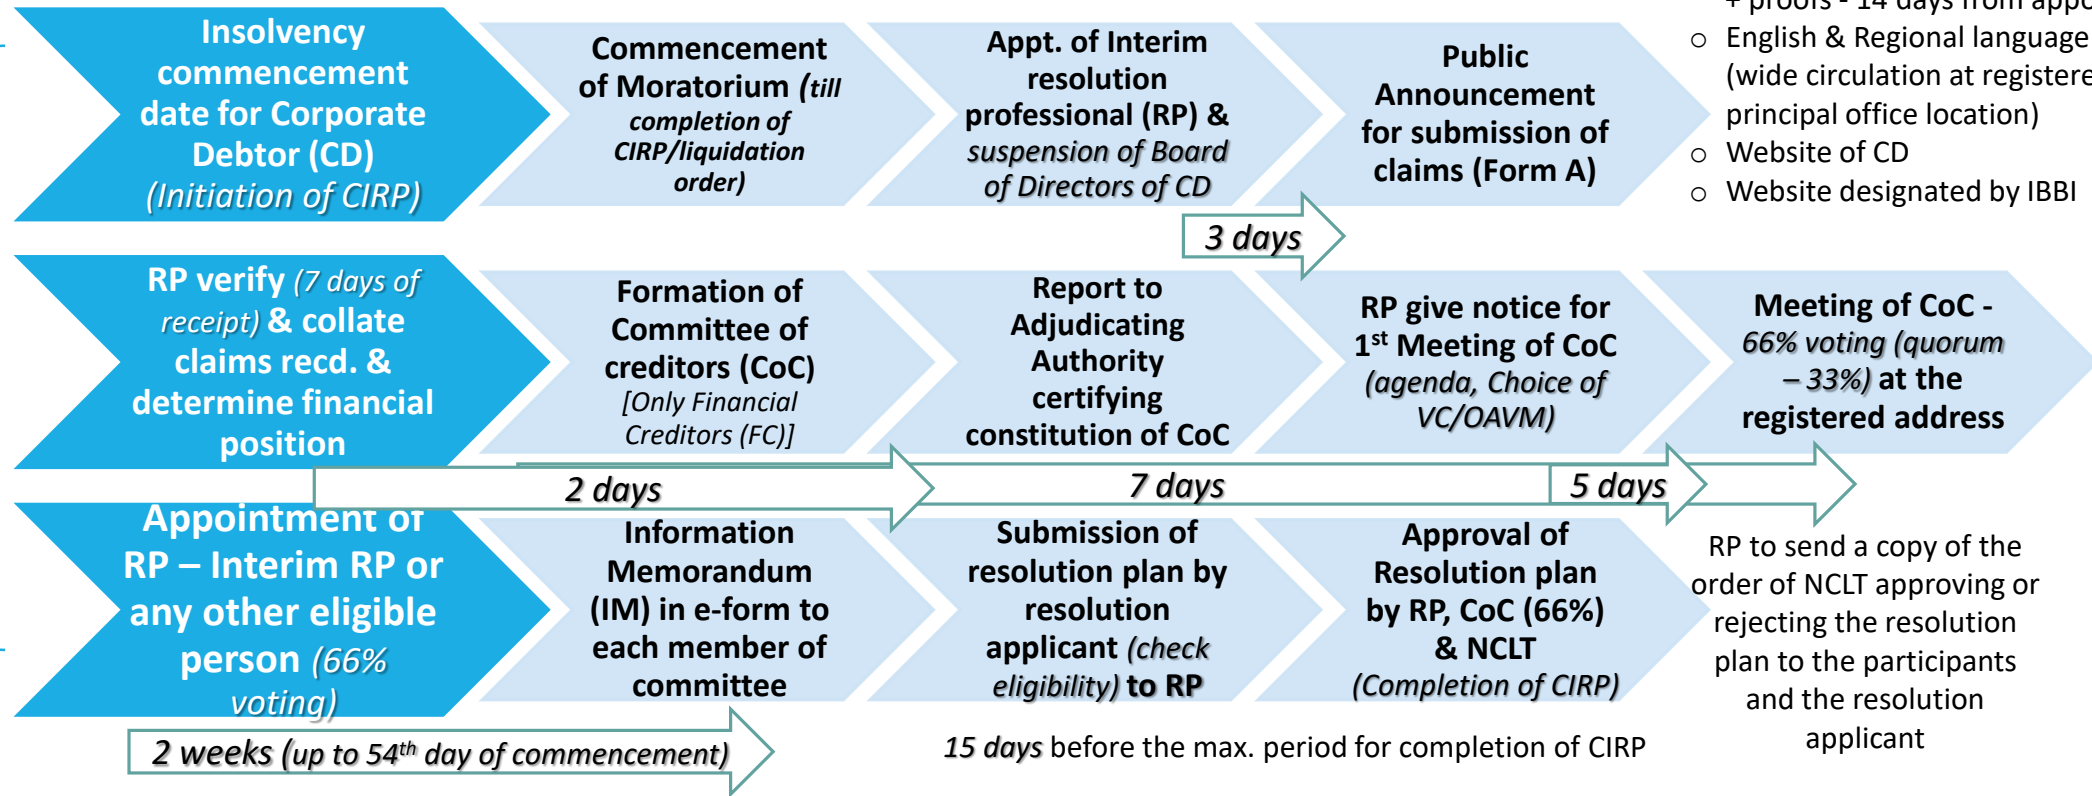 Insolvency
commencement
date for Corporate
Debtor (CD)
(Initiation of CIRP)
Commencement
of Moratorium (till
completion of
CIRP/liquidation
order)
Appt. of Interim
resolution
professional (RP) &
suspension of Board
of Directors of CD
Public
Announcement
for submission of
claims (Form A)
+ proofs - 14 days from
○ English & Regional language
(wide circulation at
principal office location)
○ Website of CD
○ Website designated by IBBI
3 days
RP verify (7 days of
receipt) & collate
claims recd. &
determine financial
position
Formation of
Committee of
creditors (CoC)
[Only Financial
Creditors (FC)]
Report to
Adjudicating
Authority
certifying
constitution of CoC
RP give notice for
1st Meeting of CoC
(agenda, Choice of
VC/OAVM)
Meeting of CoC -
66% voting (quorum
– 33%) at the
registered address
2 days
7 days
5 days
Appointment of
RP – Interim RP or
any other eligible
person (66%
voting)
Information
Memorandum
(IM) in e-form to
each member of
committee
Submission of
resolution plan by
resolution
applicant (check
eligibility) to RP
Approval of
Resolution plan
by RP, CoC (66%)
& NCLT
(Completion of CIRP)
RP to send a copy of the
order of NCLT approving or
rejecting the resolution
plan to the participants
and the resolution
applicant
2 weeks (up to 54th day of commencement)
15 days before the max. period for completion of CIRP